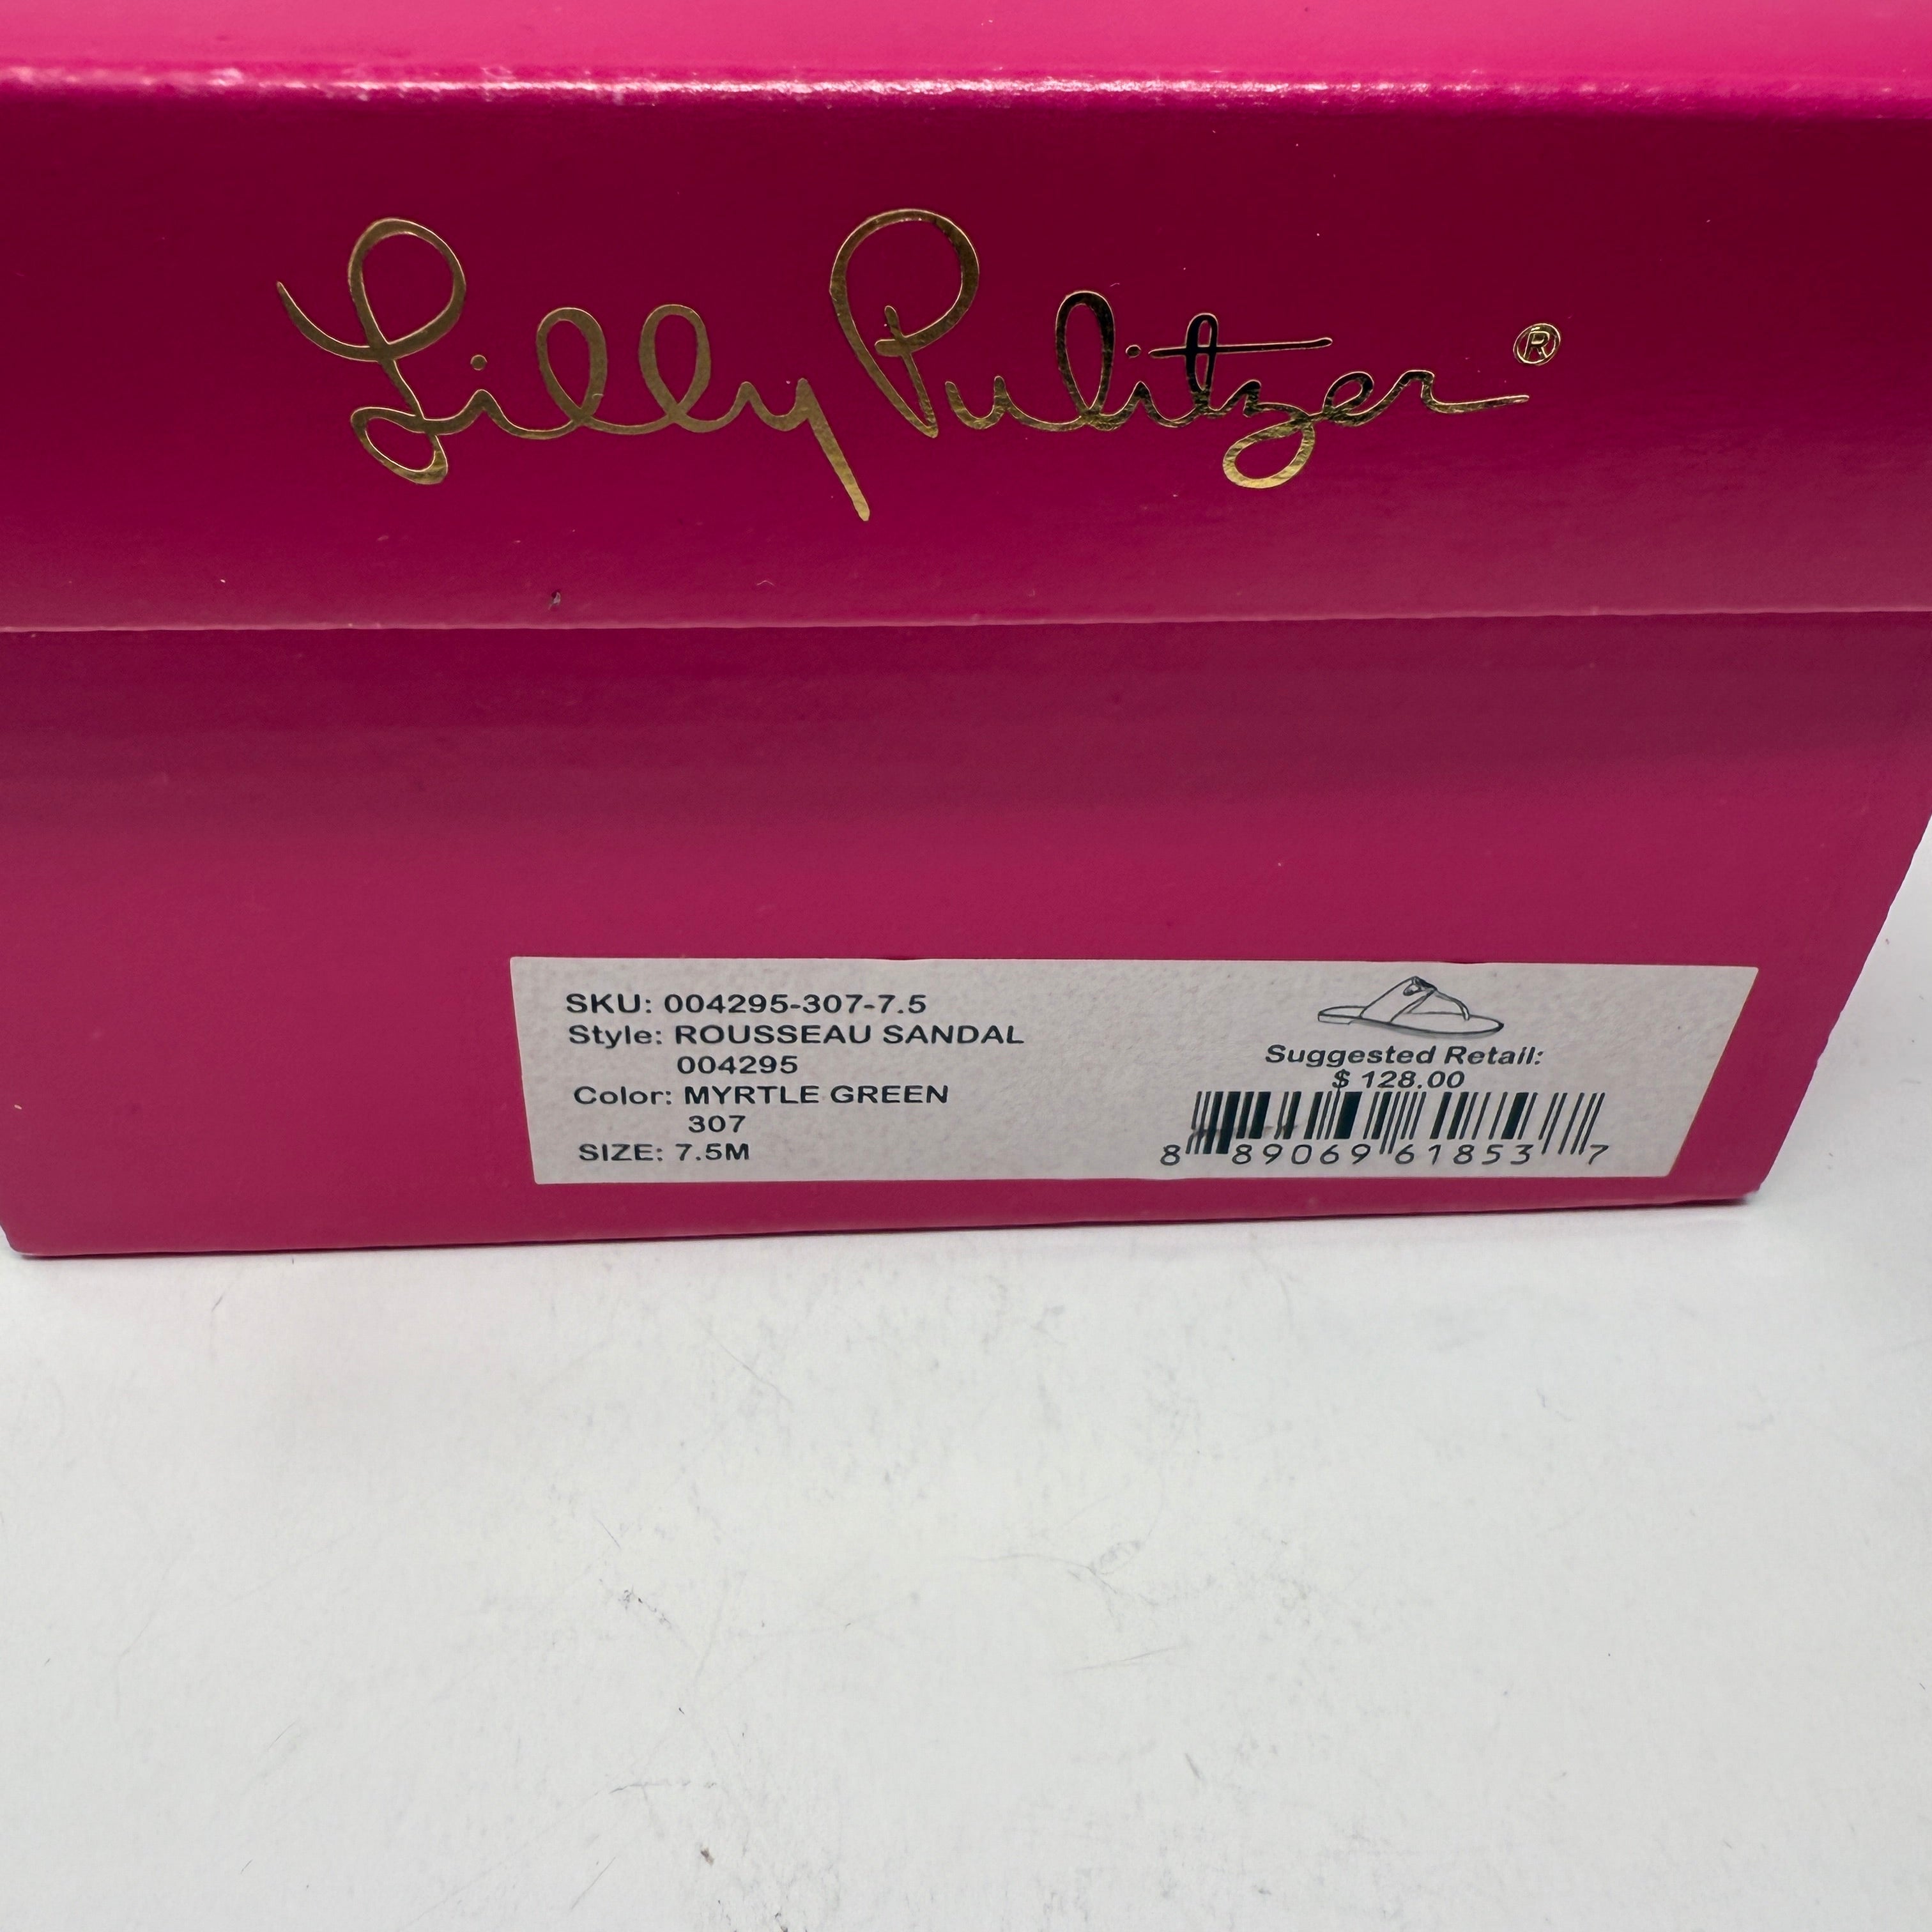 Lilly Pulitzer®
SKU: 004295-307-7.5
Style: ROUSSEAU SANDAL
004295
Color: MYRTLE GREEN
307
SIZE: 7.5M
Suggested Retail:
$ 128.00
8 89069 61853 7